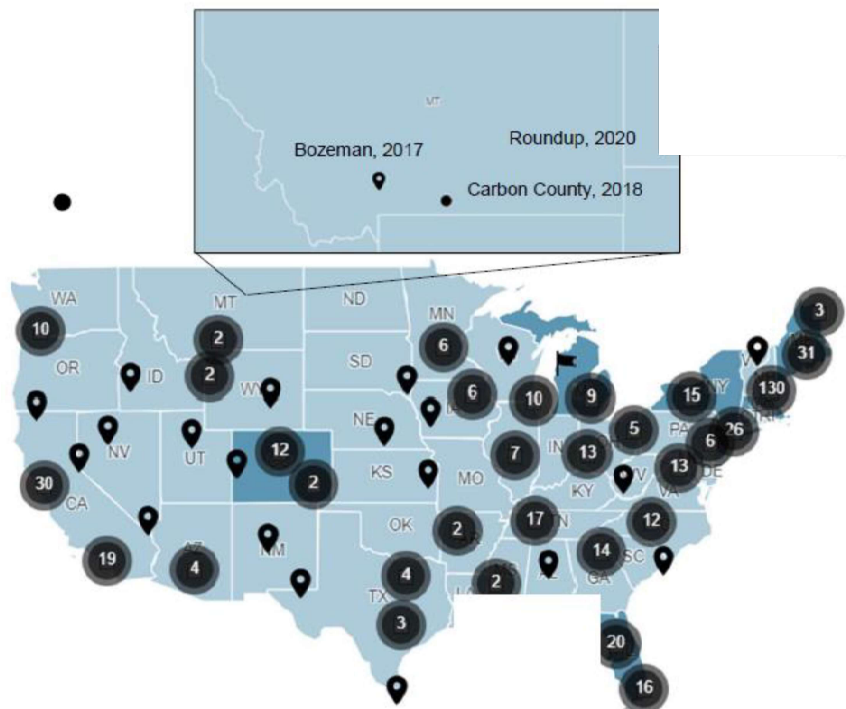 MT
Roundup, 2020
Bozeman, 2017
Carbon County, 2018
WA
MT
ND
MN
3
10
2
6
31
OR
ID
2
WY
SD
6
10
9
15
NY
130
NE
5
PA
26
RI
NV
UT
12
7
IN
13
6
13
DE
30
CA
2
KS
MO
KY
VA
OK
2
17
TN
12
19
4
NM
4
14
SC
GA
TX
2
3
20
16